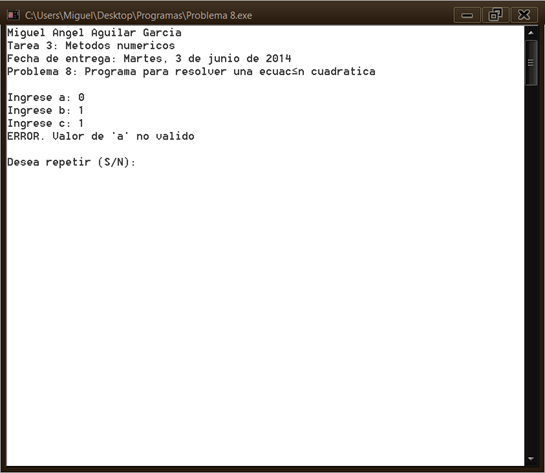 C:\Users\Miguel\Desktop\Programas\Problema 8.exe
Miguel Angel Aguilar Garcia
Tarea 3: Metodos numericos
Fecha de entrega: Martes, 3 de junio de 2014
Problema 8: Programa para resolver una ecuac≤n cuadratica
Ingrese a: 0
Ingrese b: 1
Ingrese c: 1
ERROR. Valor de 'a' no valido
Desea repetir (S/N):